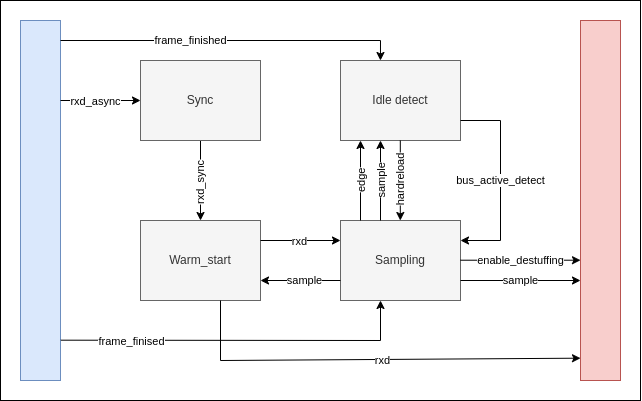 frame_finished
rxd_async
Sync
Idle detect
rxd_sync
edge
sample
hardreload
bus_active_detect
Warm_start
rxd
Sampling
enable_destuffing
sample
sample
frame_finised
rxd